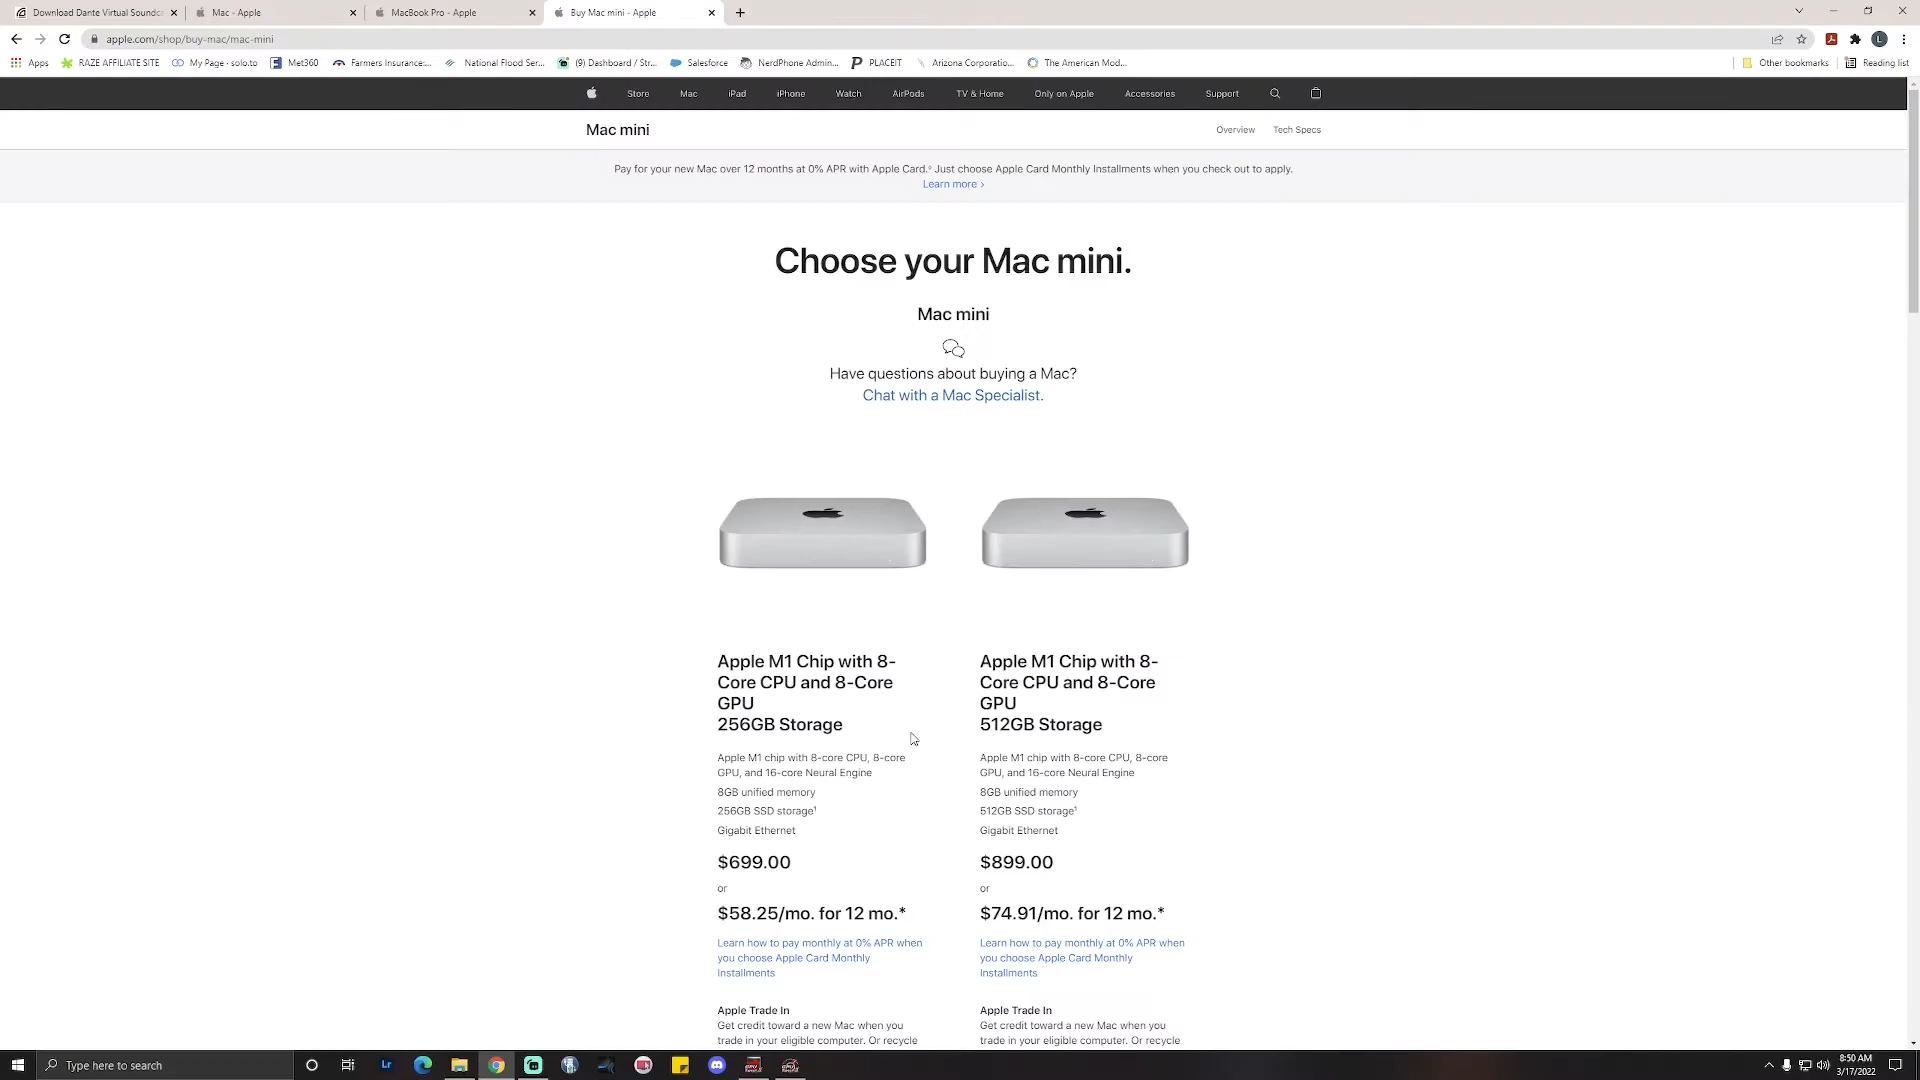 Download Dante Virtual Soundca
Mac - Apple
MacBook Pro - Apple
Buy Mac mini - Apple
apple.com/shop/buy-mac/mac-mini
Apps
RAZE AFFILIATE SITE
My Page · solo.to
Met360
Farmers Insurance:...
National Flood Ser...
(9) Dashboard / Str...
Salesforce
NerdPhone Admin...
PLACEIT
Arizona Corporatio...
The American Mod...
Other bookmarks
Reading list
Store Mac iPad iPhone Watch AirPods TV & Home Only on Apple Accessories Support
Mac mini
Overview Tech Specs
Pay for your new Mac over 12 months at 0% APR with Apple Card.° Just choose Apple Card Monthly Installments when you check out to apply.
Learn more >
Choose your Mac mini.
Mac mini
Have questions about buying a Mac?
Chat with a Mac Specialist.
Apple M1 Chip with 8-
Core CPU and 8-Core
GPU
256GB Storage
Apple M1 chip with 8-core CPU, 8-core
GPU, and 16-core Neural Engine
8GB unified memory
256GB SSD storage¹
Gigabit Ethernet
$699.00
or
$58.25/mo. for 12 mo.*
Learn how to pay monthly at 0% APR when
you choose Apple Card Monthly
Installments
Apple Trade In
Get credit toward a new Mac when you
trade in your eligible computer. Or recycle
Apple M1 Chip with 8-
Core CPU and 8-Core
GPU
512GB Storage
Apple M1 chip with 8-core CPU, 8-core
GPU, and 16-core Neural Engine
8GB unified memory
512GB SSD storage¹
Gigabit Ethernet
$899.00
or
$74.91/mo. for 12 mo.*
Learn how to pay monthly at 0% APR when
you choose Apple Card Monthly
Installments
Apple Trade In
Get credit toward a new Mac when you
trade in your eligible computer. Or recycle
Type here to search
Lr
8:50 AM
3/17/2022